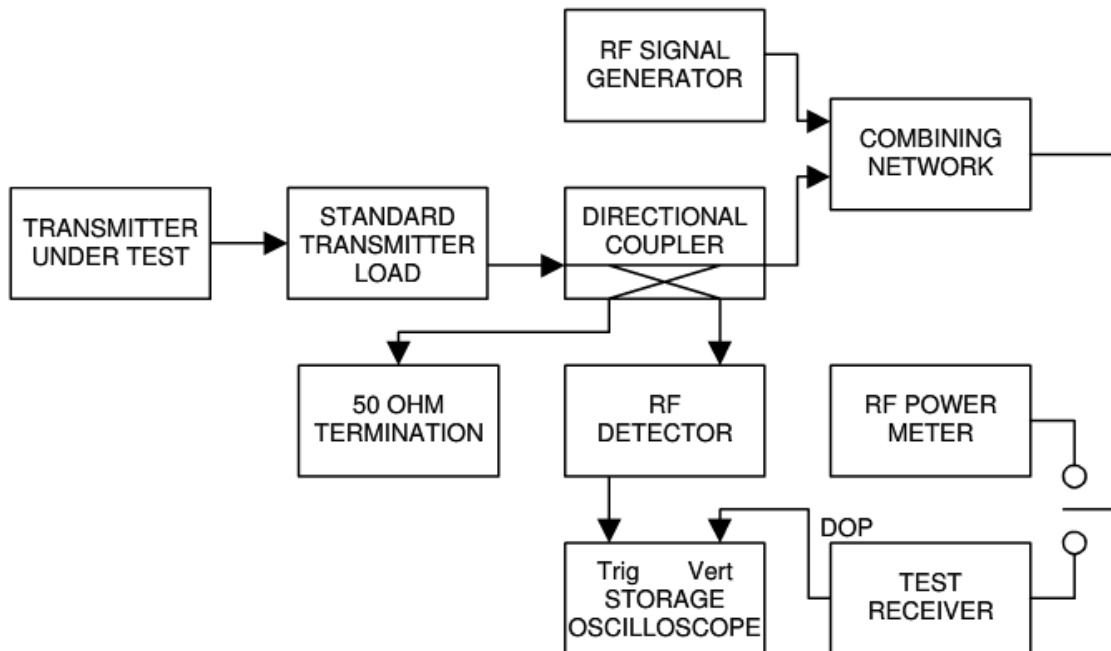 RF SIGNAL
GENERATOR
COMBINING
NETWORK
TRANSMITTER
UNDER TEST
STANDARD
TRANSMITTER
LOAD
DIRECTIONAL
COUPLER
50 OHM
TERMINATION
RF
DETECTOR
RF POWER
METER
DOP
Trig Vert
STORAGE
OSCILLOSCOPE
TEST
RECEIVER